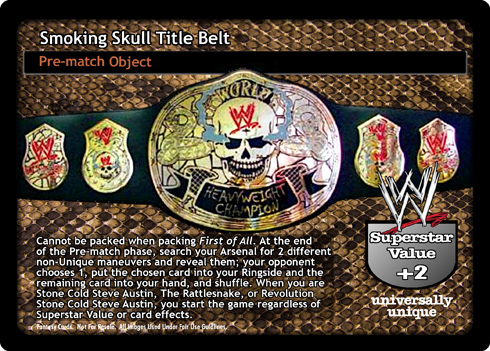 Smoking Skull Title Belt
Pre-match Object
WORLD
W
HEAVYWEIGHT
CHAMPION
Cannot be packed when packing First of All. At the end
of the Pre-match phase, search your Arsenal for 2 different
non-Unique maneuvers and reveal them; your opponent
chooses 1, put the chosen card into your Ringside and the
remaining card into your hand, and shuffle. When you are
Stone Cold Steve Austin, The Rattlesnake, or Revolution
Stone Cold Steve Austin, you start the game regardless of
Superstar Value or card effects.
Fantasy Cards. Not For Resale. All Images Used Under Fair Use Guidlines.
W
Superstar
Value
+2
universally
unique